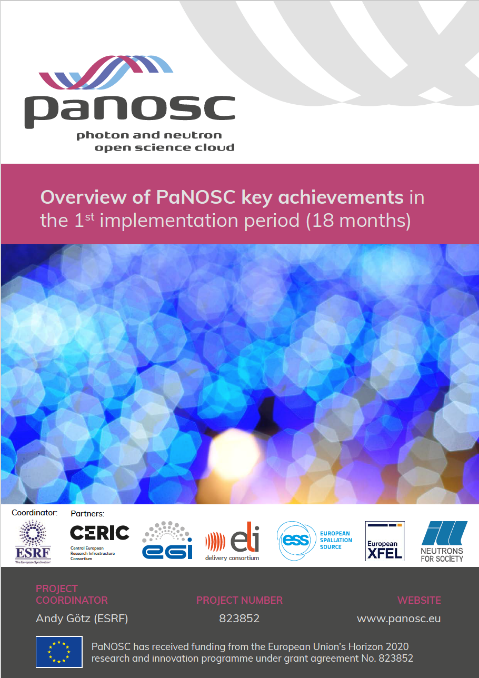 panosc
photon and neutron
open science cloud
Overview of PaNOSC key achievements in
the 1st implementation period (18 months)
Coordinator:
Partners:
ESRF
The European Synchrotron
CERIC
Central European
Research Infrastructure
Consortium
egi
eli
delivery consortium
ess
EUROPEAN
SPALLATION
SOURCE
European
XFEL
ill
NEUTRONS
FOR SOCIETY
PROJECT
COORDINATOR
PROJECT NUMBER
WEBSITE
Andy Götz (ESRF)
823852
www.panosc.eu
PaNOSC has received funding from the European Union's Horizon 2020
research and innovation programme under grant agreement No. 823852